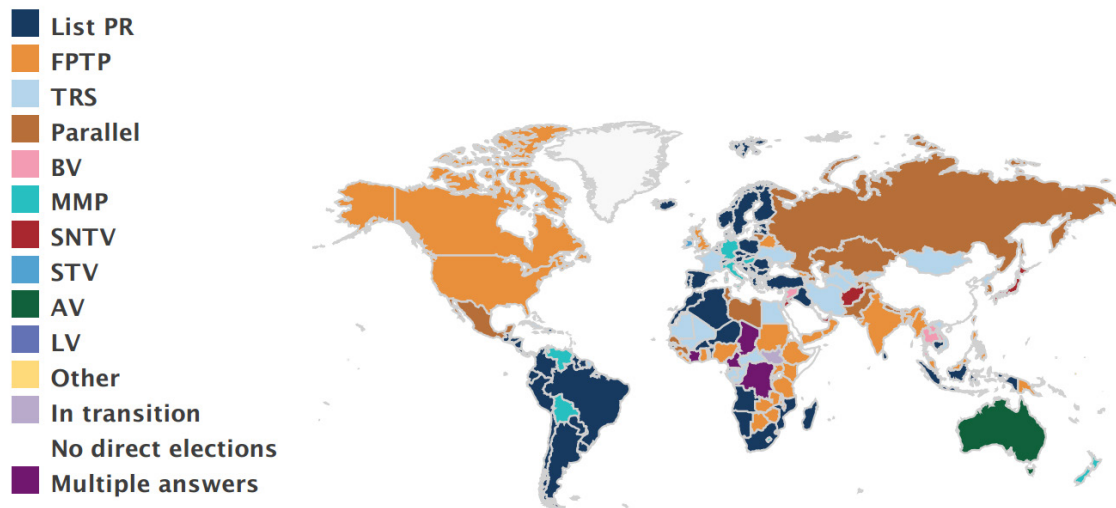 List PR
FPTP
TRS
Parallel
BV
MMP
SNTV
STV
AV
LV
Other
In transition
No direct elections
Multiple answers